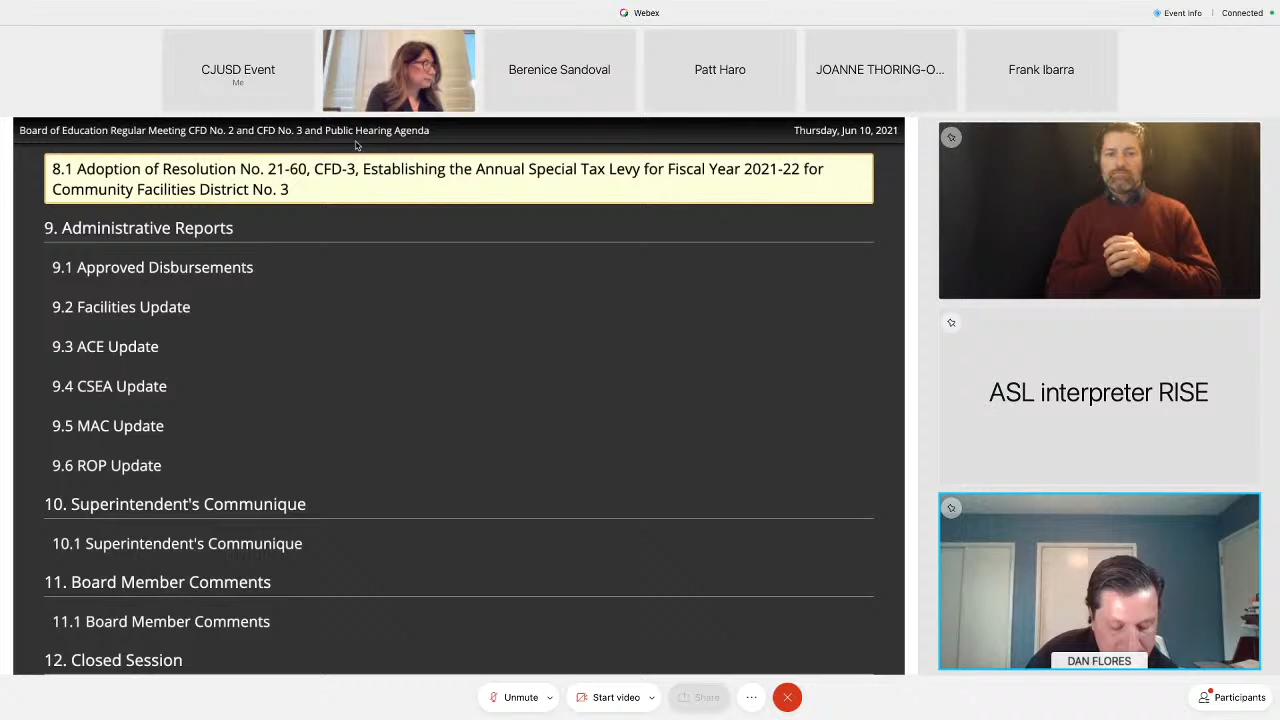 Webex
Event Info
Connected
CJUSD Event
Me
Berenice Sandoval
Patt Haro
JOANNE THORING-O...
Frank Ibarra
Board of Education Regular Meeting CFD No. 2 and CFD No. 3 and Public Hearing Agenda
Thursday, Jun 10, 2021
8.1 Adoption of Resolution No. 21-60, CFD-3, Establishing the Annual Special Tax Levy for Fiscal Year 2021-22 for
Community Facilities District No. 3
9. Administrative Reports
9.1 Approved Disbursements
9.2 Facilities Update
9.3 ACE Update
9.4 CSEA Update
9.5 MAC Update
9.6 ROP Update
10. Superintendent's Communique
10.1 Superintendent's Communique
11. Board Member Comments
11.1 Board Member Comments
12. Closed Session
ASL interpreter RISE
DAN FLORES
Unmute
Start video
Share
Participants